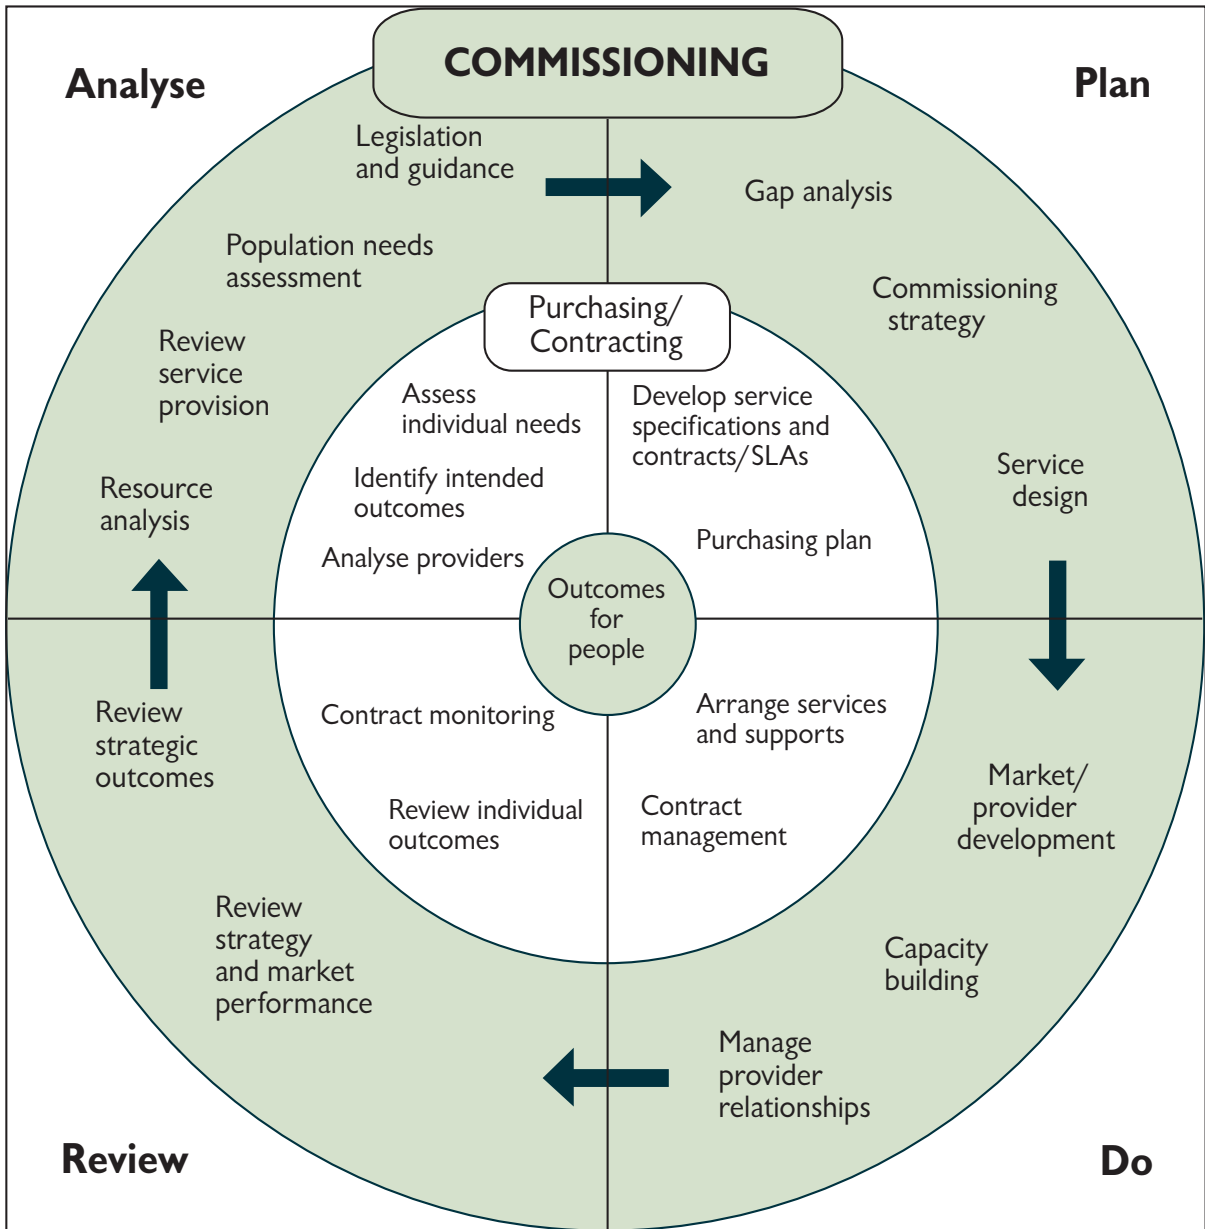 COMMISSIONING
Analyse
Plan
Legislation
and guidance
Population needs
assessment
Review
service
provision
Resource
analysis
Gap analysis
Commissioning
strategy
Service
design
Purchasing/
Contracting
Assess
individual needs
Identify intended
outcomes
Analyse providers
Develop service
specifications and
contracts/SLAs
Purchasing plan
Outcomes
for
people
Contract monitoring
Review individual
outcomes
Arrange services
and supports
Contract
management
Review
strategic
outcomes
Review
strategy
and market
performance
Market/
provider
development
Capacity
building
Manage
provider
relationships
Review
Do